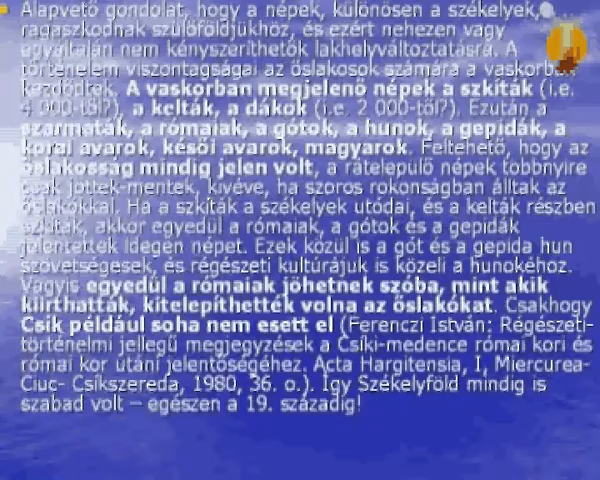 Alapvető gondolat, hogy a népek, különösen a székelyek,
ragaszkodnak szülőföldjükhöz, és ezért nehezen vagy
egyáltalán nem kényszeríthetők lakhelyváltoztatásra. A
történelem viszontagságai az őslakosok számára a vaskorban
kezdődtek. A vaskorban megjelenő népek a szkíták (i.e.
4 000-től?), a kelták, a dákok (i.e. 2 000-től?). Ezután a
szarmaták, a rómaiak, a gótok, a hunok, a gepidák, a
korai avarok, késői avarok, magyarok. Feltehető, hogy az
őslakosság mindig jelen volt, a rátelepülő népek többnyire
csak jöttek-mentek, kivéve, ha szoros rokonságban álltak az
őslakókkal. Ha a szkíták a székelyek utódai, és a kelták részben
szkíták, akkor egyedül a rómaiak, a gótok és a gepidák
jelentettek idegen népet. Ezek közül is a gót és a gepida hun
szövetségesek, és régészeti kultúrájuk is közeli a hunokéhoz.
Vagyis egyedül a rómaiak jöhetnek szóba, mint akik
kiirthatták, kitelepíthették volna az őslakókat. Csakhogy
Csík például soha nem esett el (Ferenczi István: Régészeti-
történelmi jellegű megjegyzések a Csíki-medence római kori és
római kor utáni jelentőségéhez. Acta Hargitensia, I, Miercurea-
Ciuc- Csíkszereda, 1980, 36. o.). Így Székelyföld mindig is
szabad volt – egészen a 19. századig!